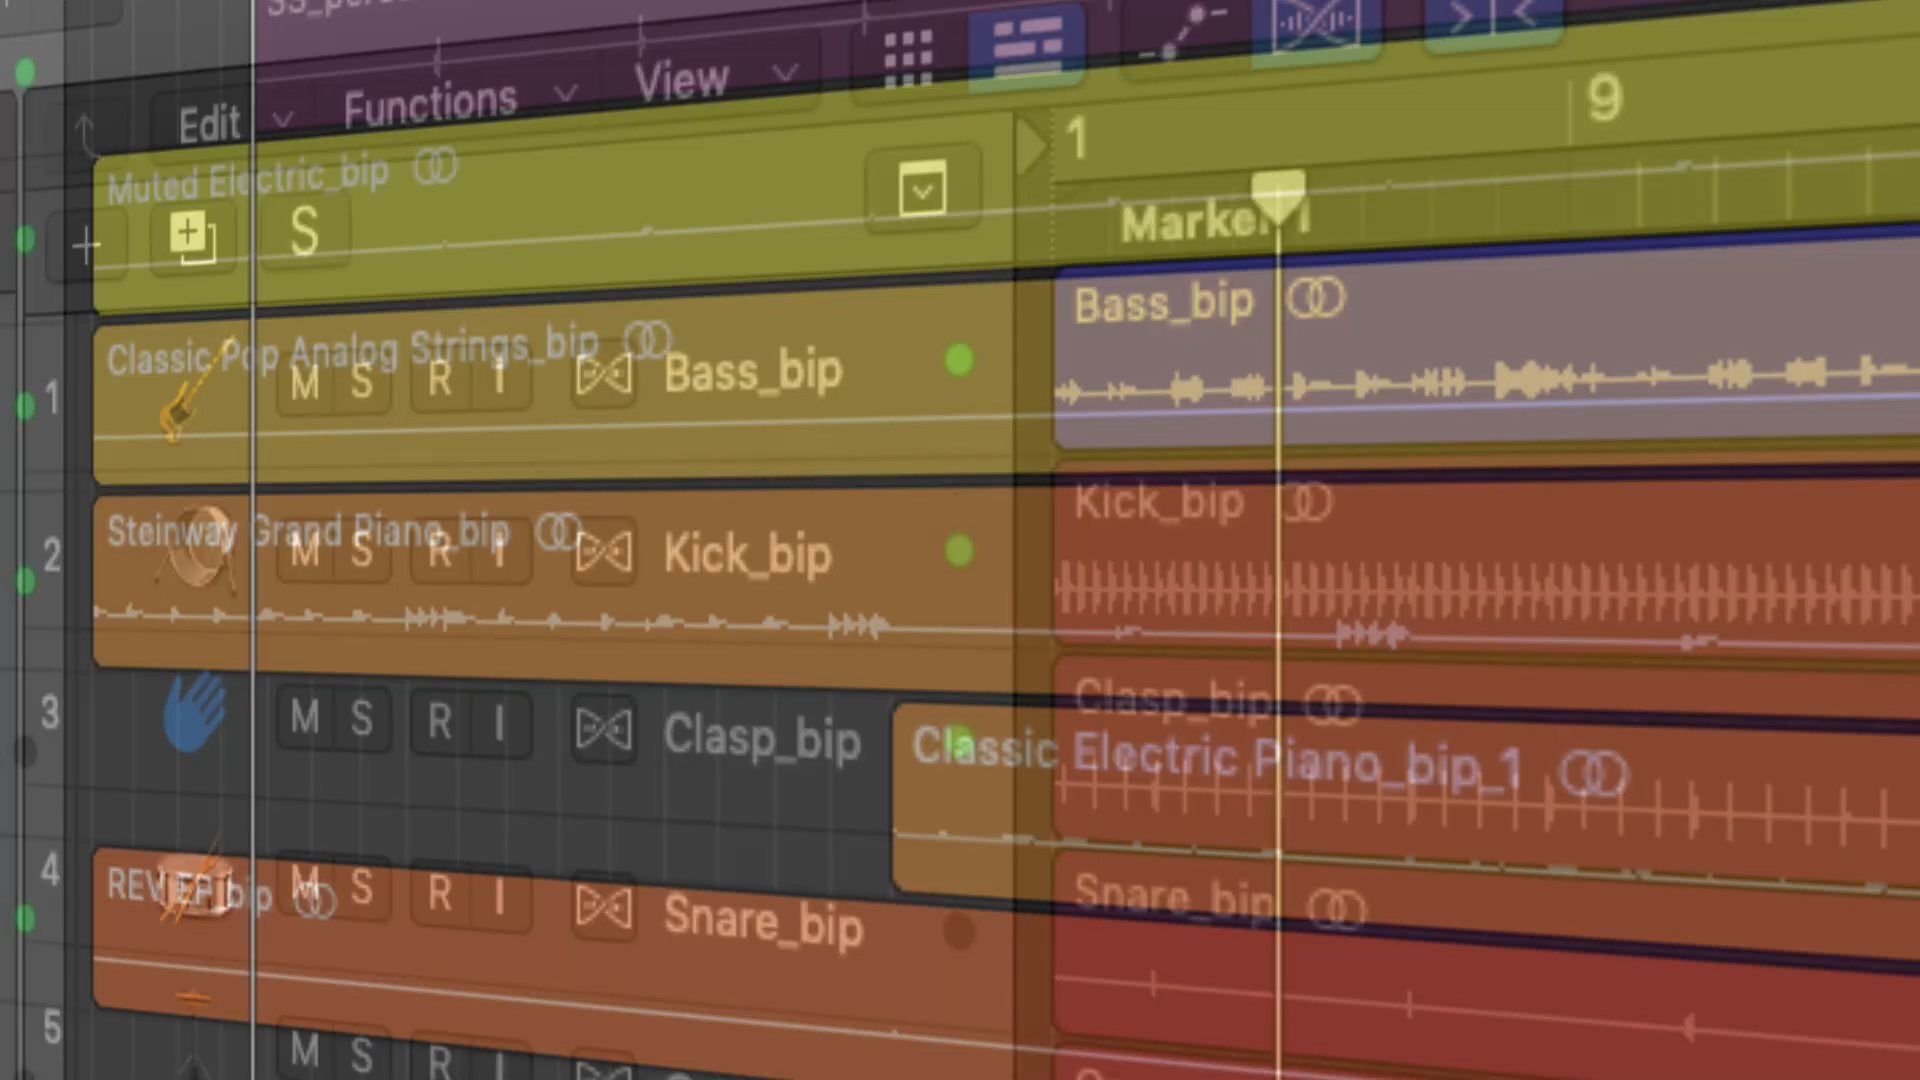 Edit Functions View
1 9
Muted Electric_bip
S
Marker 1
Bass_bip
Classic Pop Analog Strings_bip
1 M S R I Bass_bip
Kick_bip
Steinway Grand Piano_bip
2 M S R I Kick_bip
Clasp_bip
3 M S R I Clasp_bip
Classic Electric Piano_bip_1
Snare_bip
4 M S R I Snare_bip
5 M S R I